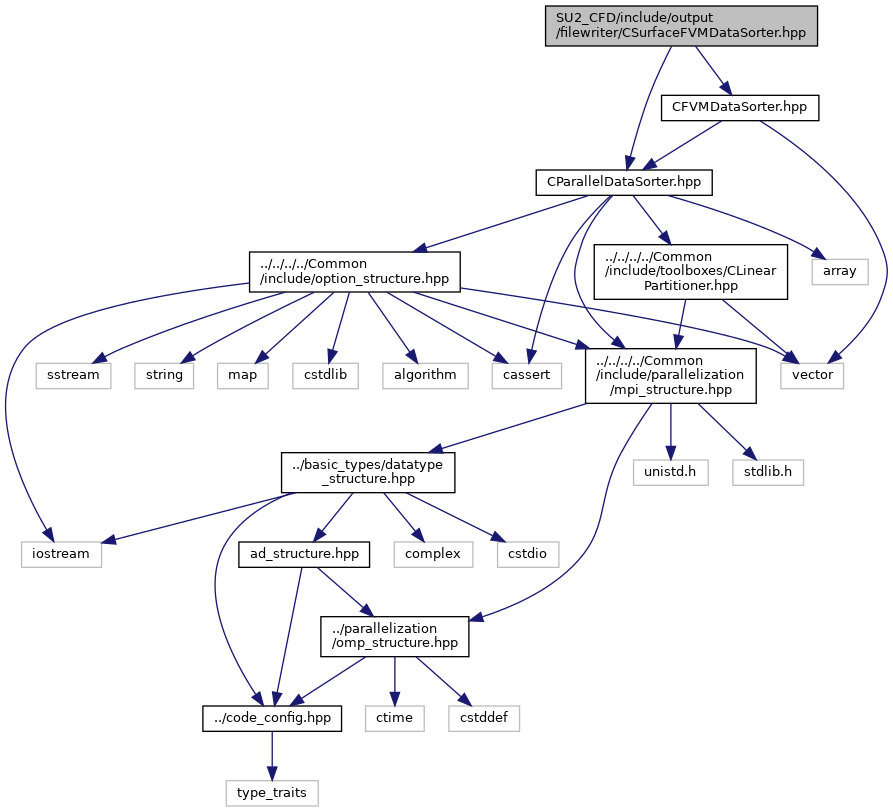 SU2_CFD/include/output
/filewriter/CSurfaceFVMDataSorter.hpp
CFVMDataSorter.hpp
CParallelDataSorter.hpp
../../../../Common
/include/option_structure.hpp
../../../../Common
/include/toolboxes/CLinear
Partitioner.hpp
array
sstream
string
map
cstdlib
algorithm
cassert
../../../../Common
/include/parallelization
/mpi_structure.hpp
vector
../basic_types/datatype
_structure.hpp
unistd.h
stdlib.h
iostream
ad_structure.hpp
complex
cstdio
../parallelization
/omp_structure.hpp
../code_config.hpp
ctime
cstddef
type_traits